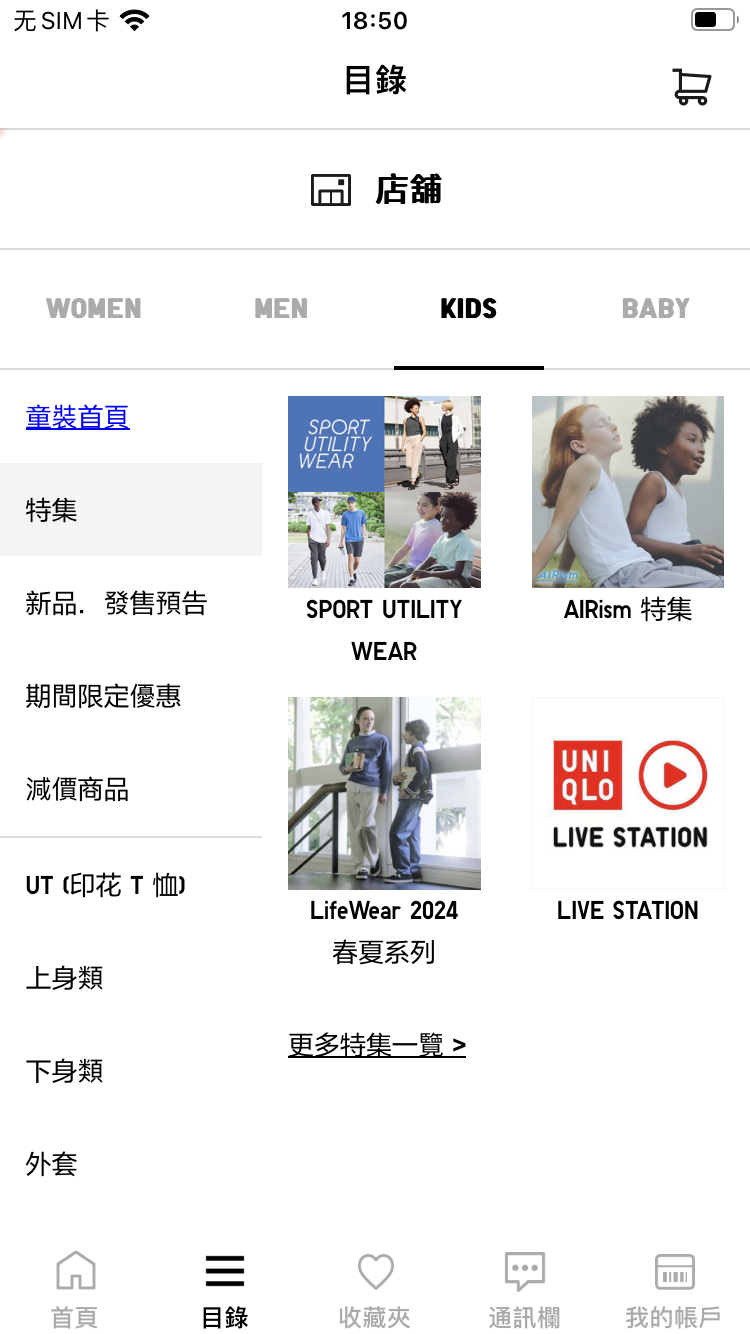 无SIM卡
18:50
目錄
店舖
WOMEN
MEN
KIDS
BABY
童裝首頁
特集
新品．發售預告
期間限定優惠
減價商品
UT (印花 T 恤)
上身類
下身類
外套
SPORT
UTILITY
WEAR
SPORT UTILITY
WEAR
AIRism
AIRism 特集
LifeWear 2024
春夏系列
UNI
QLO
LIVE STATION
LIVE STATION
更多特集一覽 >
首頁
目錄
收藏夾
通訊欄
我的帳戶